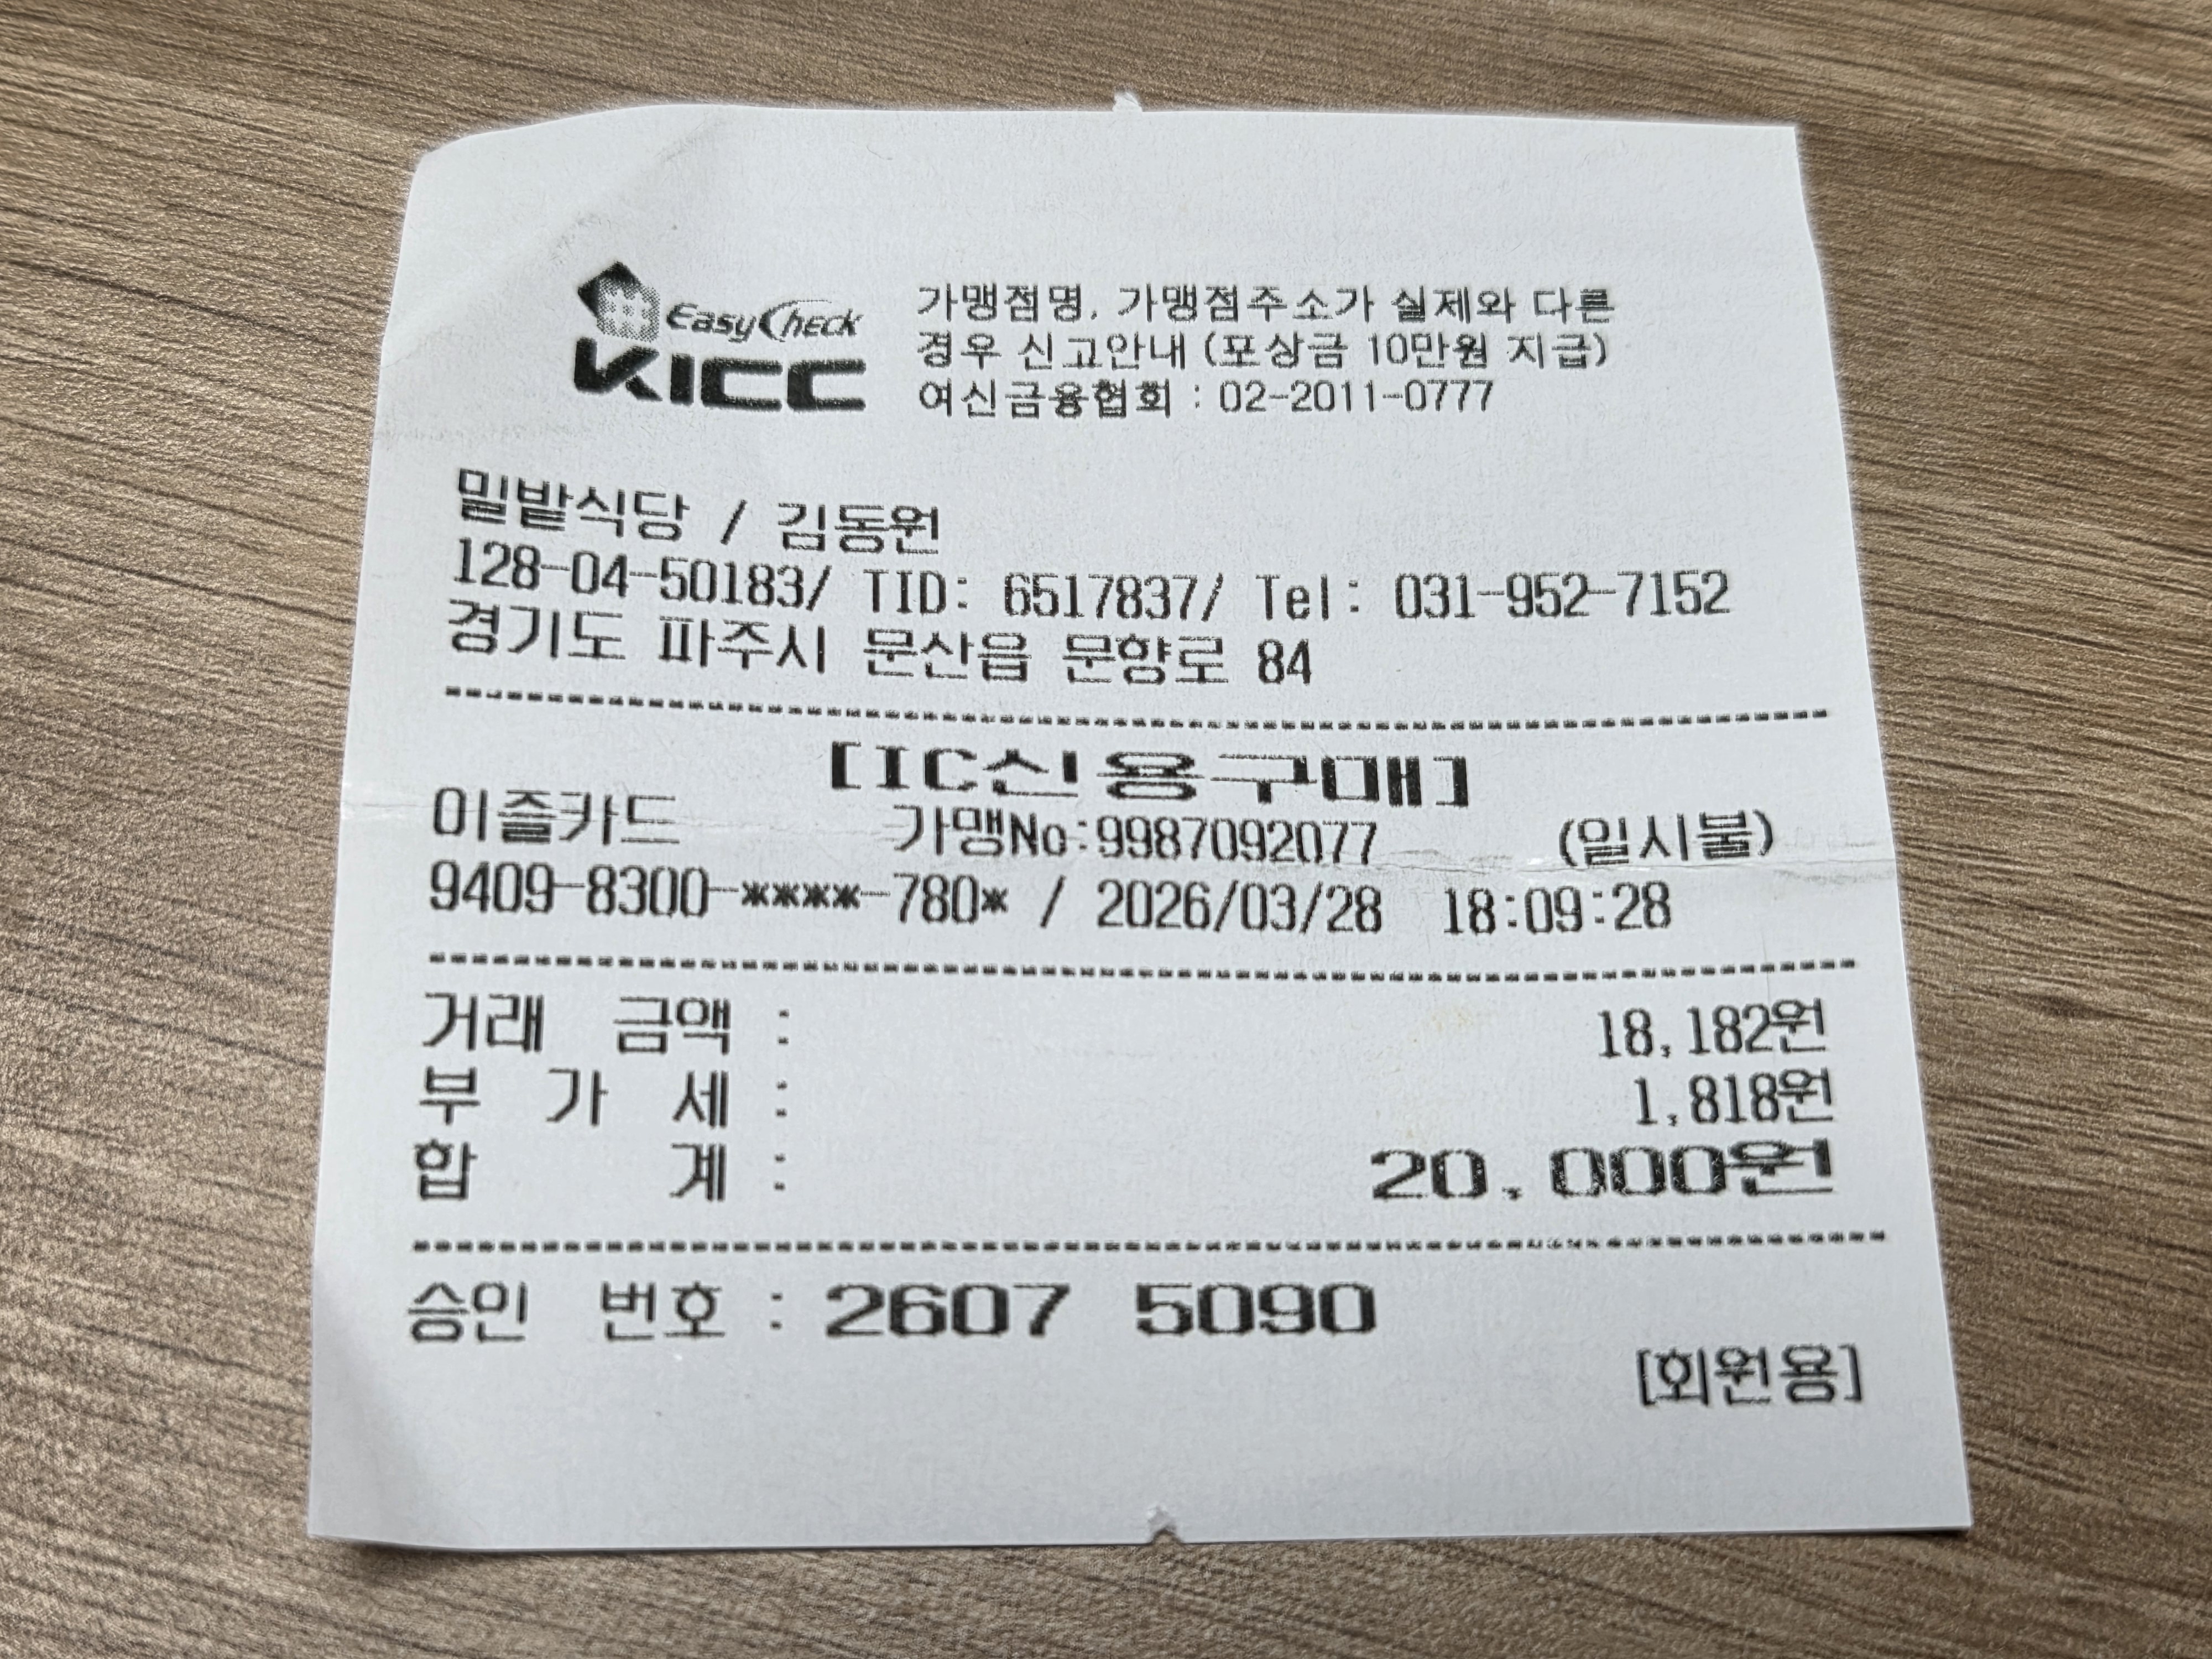 EasyCheck
KICC
가맹점명, 가맹점주소가 실제와 다른
경우 신고안내 (포상금 10만원 지급)
여신금융협회 : 02-2011-0777
밀밭식당 / 김동원
128-04-50183/ TID: 6517837/ Tel: 031-952-7152
경기도 파주시 문산읍 문향로 84
[IC신용구매]
이즐카드 가맹No:9987092077 (일시불)
9409-8300-****-780* / 2026/03/28 18:09:28
거래 금액 : 18,182원
부 가 세 : 1,818원
합 계 : 20,000원
승인 번호 : 2607 5090
[회원용]